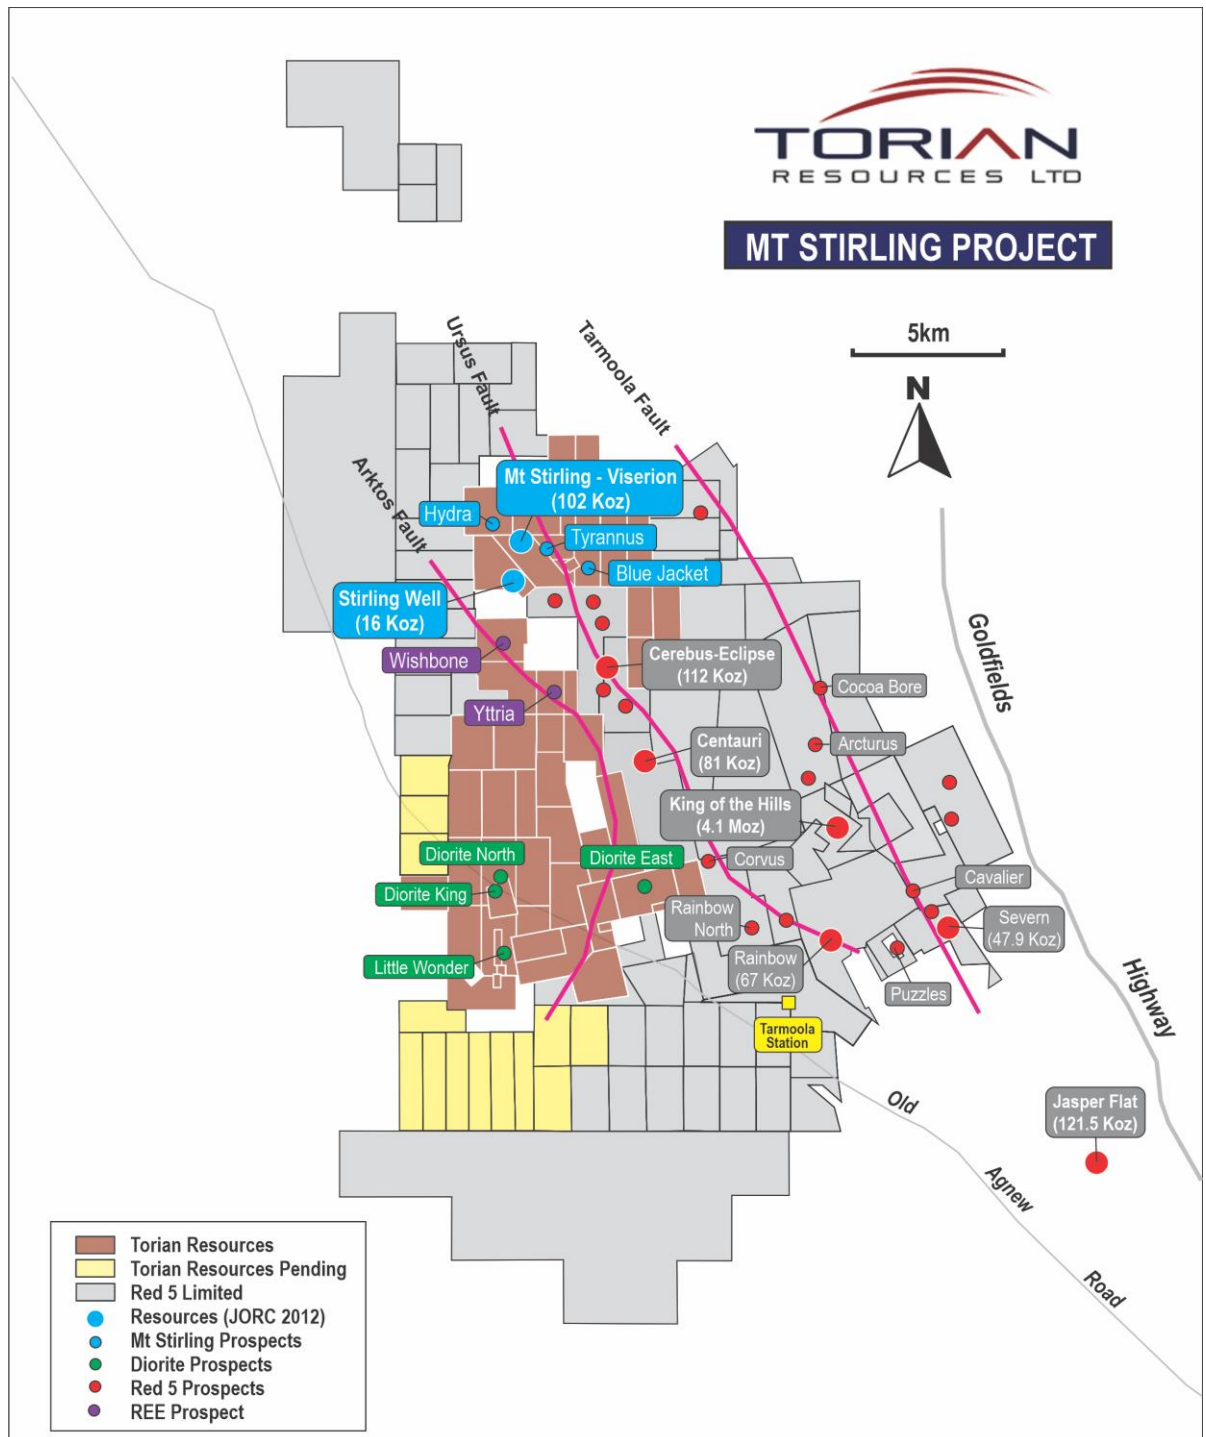 TORIAN
RESOURCES LTD
MT STIRLING PROJECT
5km
N
Ursus Fault
Tarmoola Fault
Arktos Fault
Mt Stirling - Viserion
(102 Koz)
Hydra
Tyrannus
Blue Jacket
Stirling Well
(16 Koz)
Wishbone
Cerebus-Eclipse
(112 Koz)
Goldfields
Highway
Cocoa Bore
Yttria
Centauri
(81 Koz)
Arcturus
King of the Hills
(4.1 Moz)
Diorite North
Diorite East
Corvus
Diorite King
Cavalier
Rainbow
North
Severn
(47.9 Koz)
Little Wonder
Rainbow
(67 Koz)
Puzzles
Tarmoola
Station
Old
Agnew
Road
Jasper Flat
(121.5 Koz)
Torian Resources
Torian Resources Pending
Red 5 Limited
Resources (JORC 2012)
Mt Stirling Prospects
Diorite Prospects
Red 5 Prospects
REE Prospect